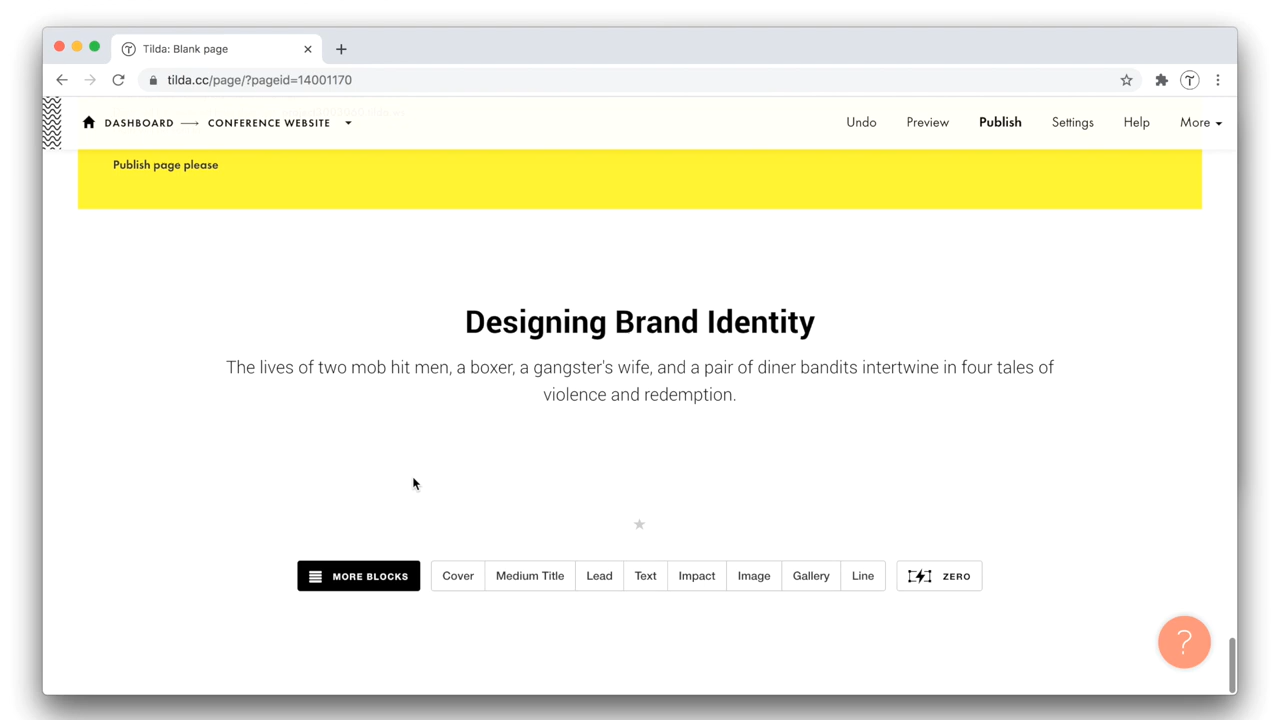 Tilda: Blank page
tilda.cc/page/?pageid=14001170
DASHBOARD → CONFERENCE WEBSITE
Undo Preview Publish Settings Help More
Publish page please
Designing Brand Identity
The lives of two mob hit men, a boxer, a gangster's wife, and a pair of diner bandits intertwine in four tales of
violence and redemption.
MORE BLOCKS Cover Medium Title Lead Text Impact Image Gallery Line ZERO
?